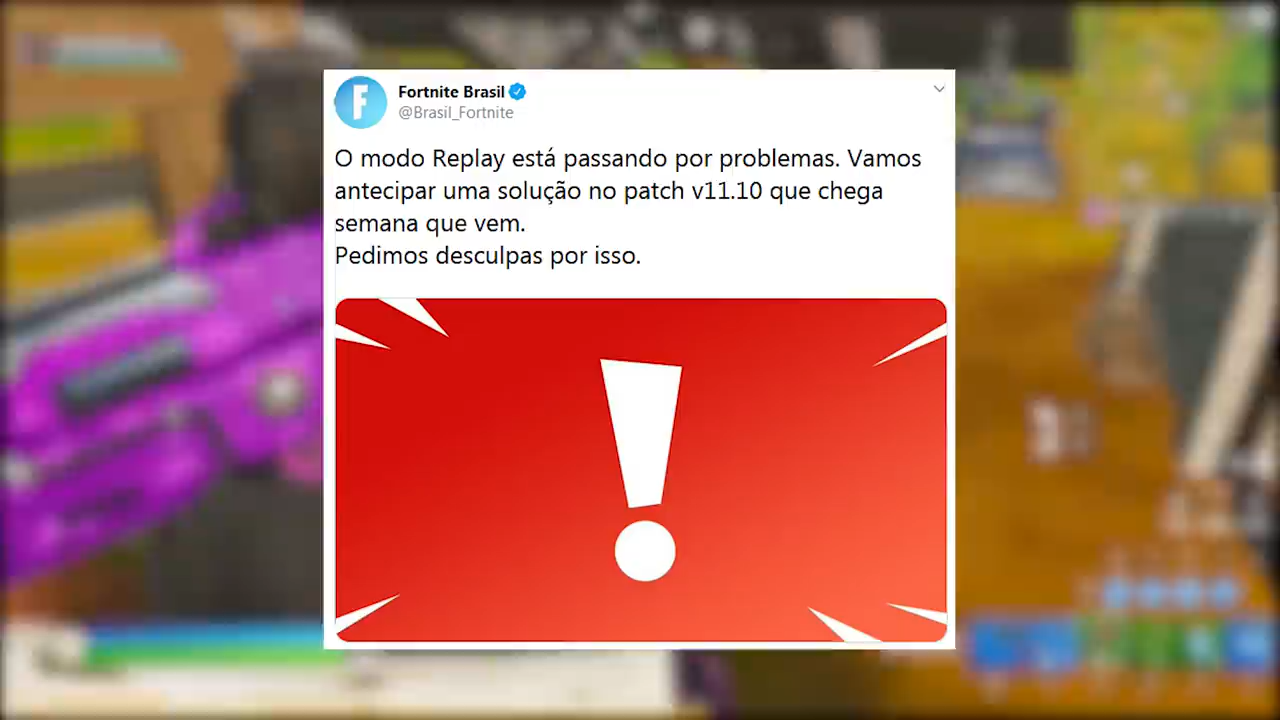 Fortnite Brasil
@Brasil_Fortnite
O modo Replay está passando por problemas. Vamos
antecipar uma solução no patch v11.10 que chega
semana que vem.
Pedimos desculpas por isso.